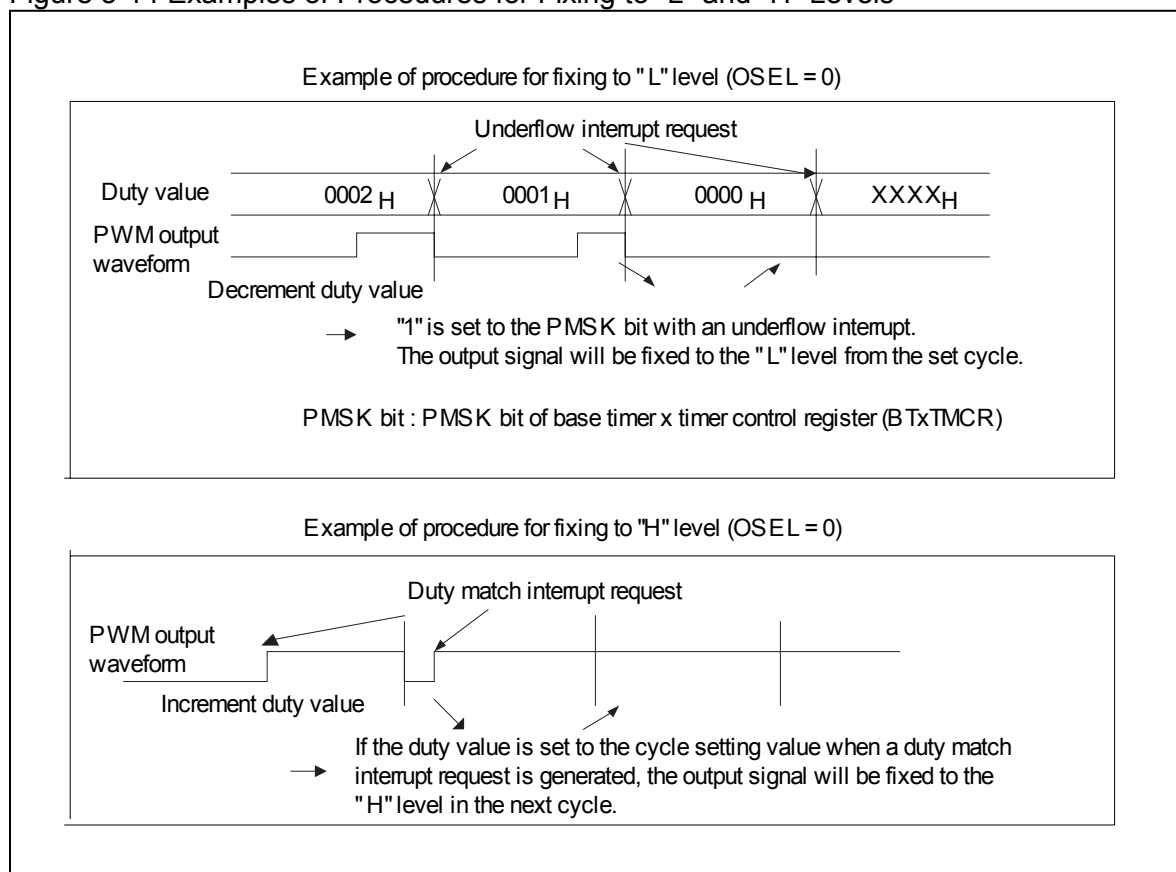 Figure Examples of Procedures for Fixing to "L" and "H" Levels
Example of procedure for fixing to "L" level (OSEL = 0)
Underflow interrupt request
Duty value 0002 H 0001 H 0000 H XXXX H
PWM output
waveform
Decrement duty value
"1" is set to the PMSK bit with an underflow interrupt.
The output signal will be fixed to the "L" level from the set cycle.
PMSK bit : PMSK bit of base timer x timer control register (BTxTMCR)
Example of procedure for fixing to "H" level (OSEL = 0)
Duty match interrupt request
PWM output
waveform
Increment duty value
If the duty value is set to the cycle setting value when a duty match
interrupt request is generated, the output signal will be fixed to the
"H" level in the next cycle.